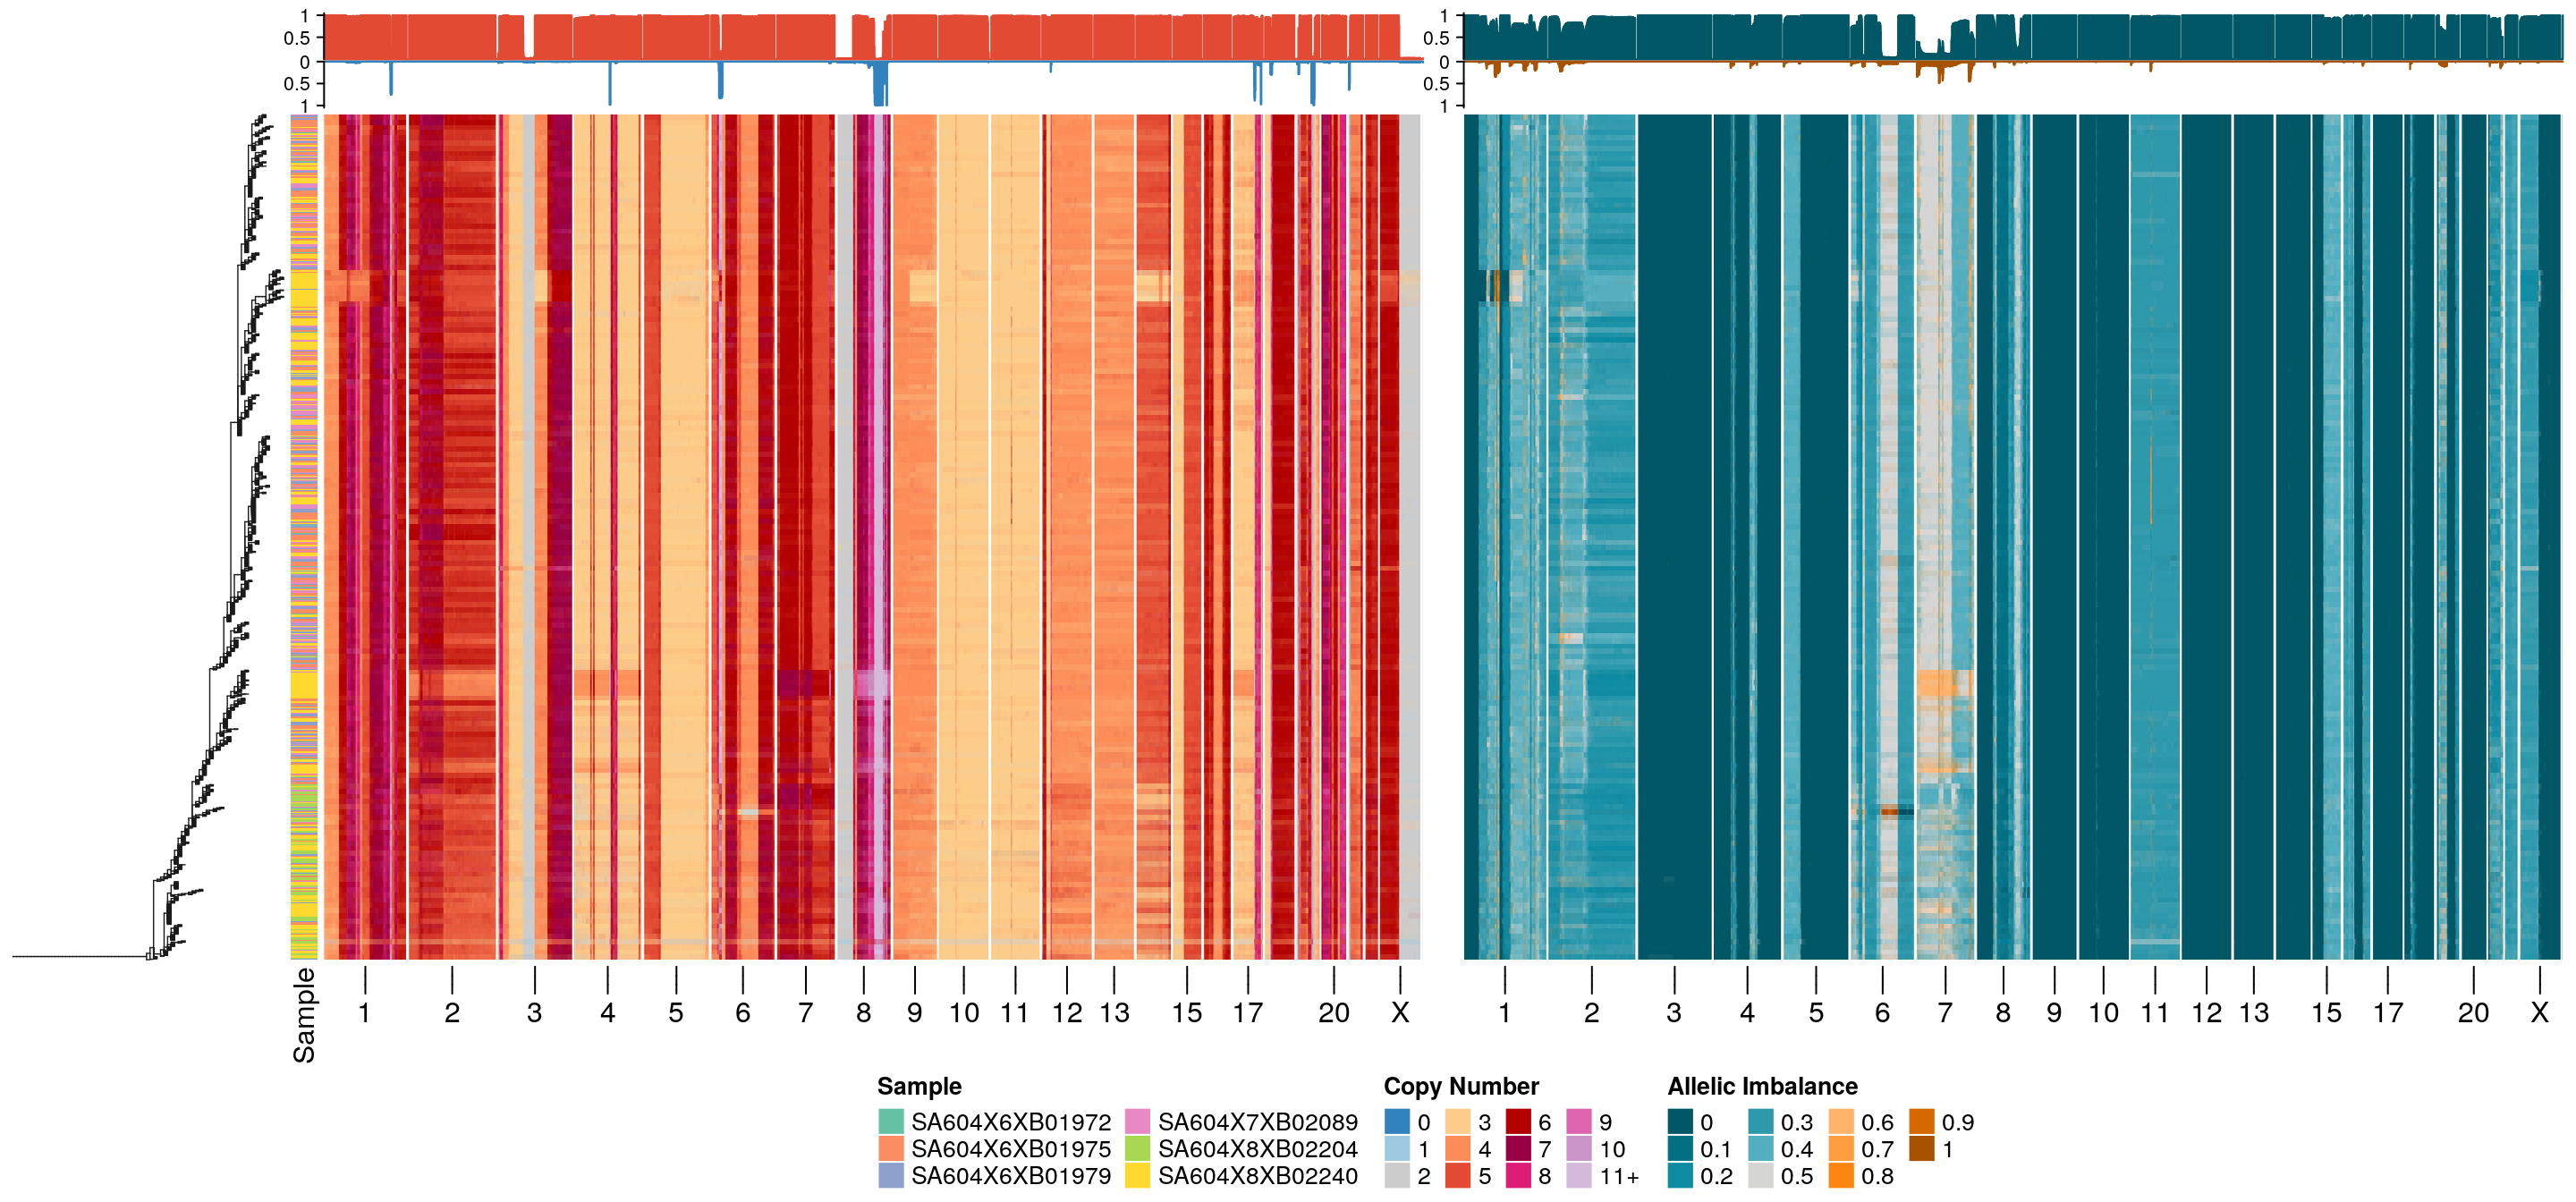 1
0.5
0
0.5
1
1
0.5
0
0.5
1
Sample
1 2 3 4 5 6 7 8 9 10 11 12 13 15 17 20 X
1 2 3 4 5 6 7 8 9 10 11 12 13 15 17 20 X
Sample
SA604X6XB01972
SA604X6XB01975
SA604X6XB01979
SA604X7XB02089
SA604X8XB02204
SA604X8XB02240
Copy Number
0 3 6 9
1 4 7 10
2 5 8 11+
Allelic Imbalance
0 0.3 0.6 0.9
0.1 0.4 0.7 1
0.2 0.5 0.8